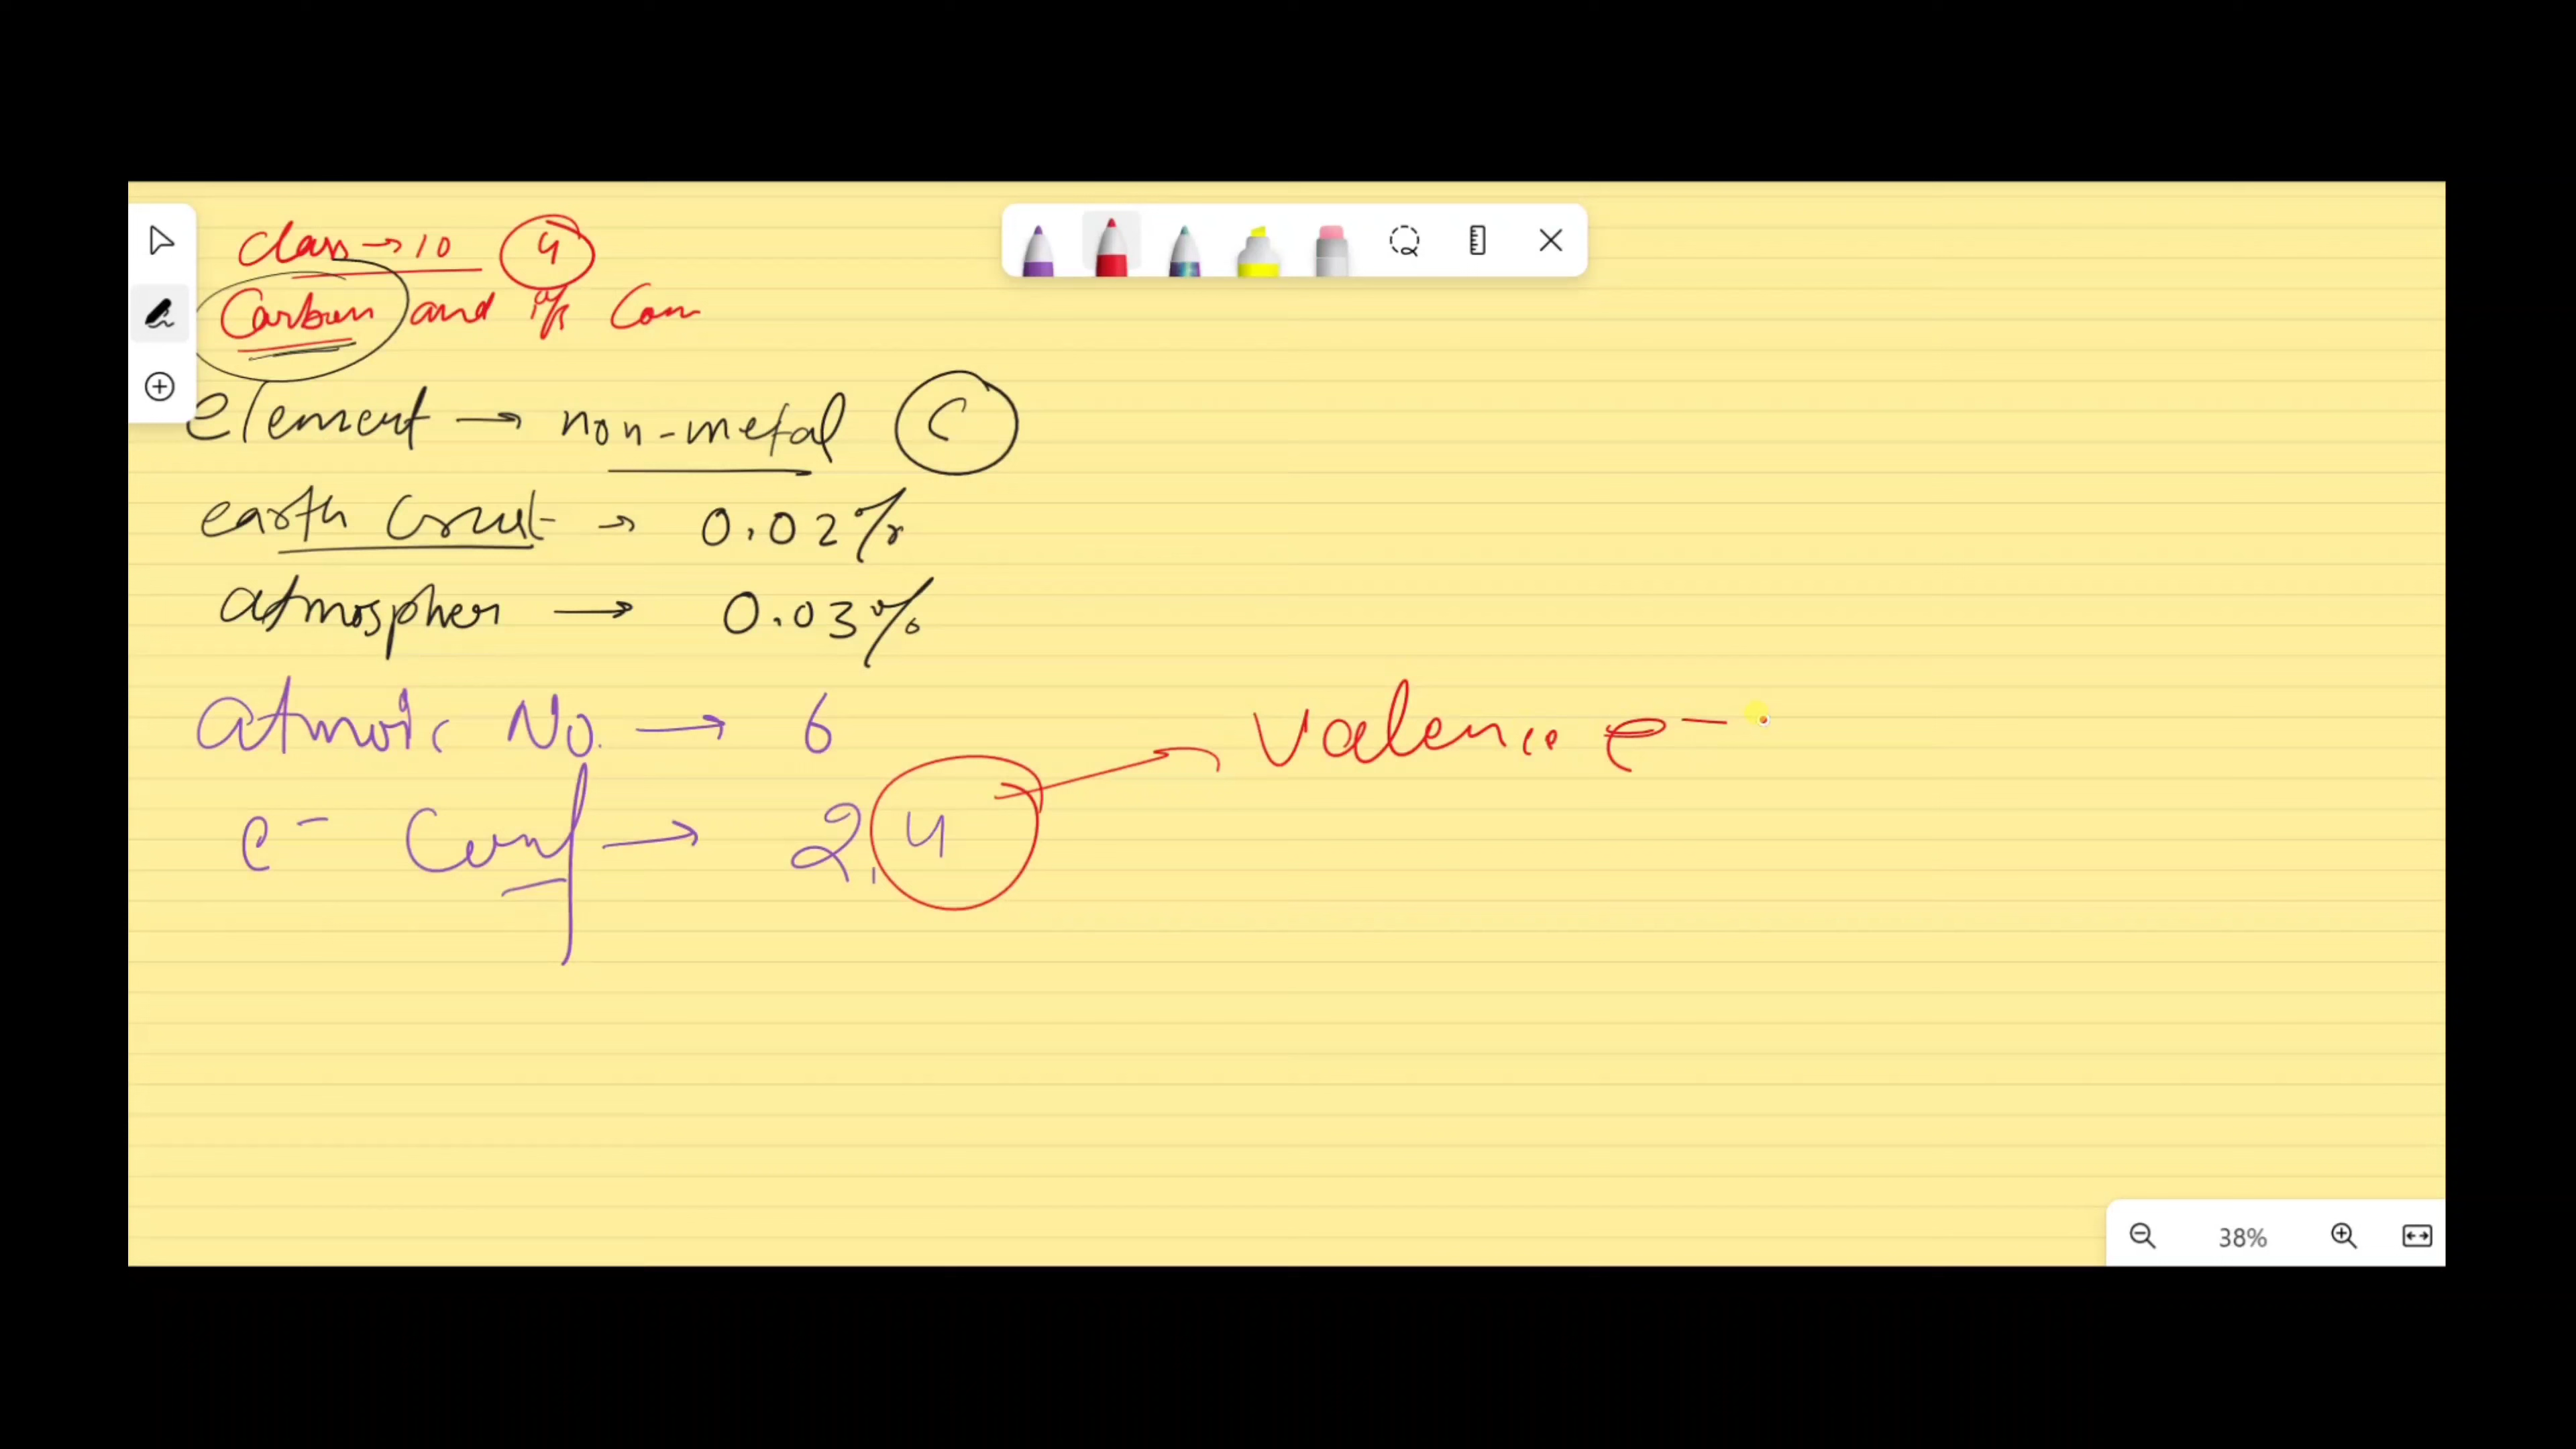 class → 10 4
Carbon and its Com
element → non-metal C
earth crust → 0.02%
atmospher → 0.03%
atmoic No. → 6
e⁻ Conf → 2,4 → Valence e⁻
38%